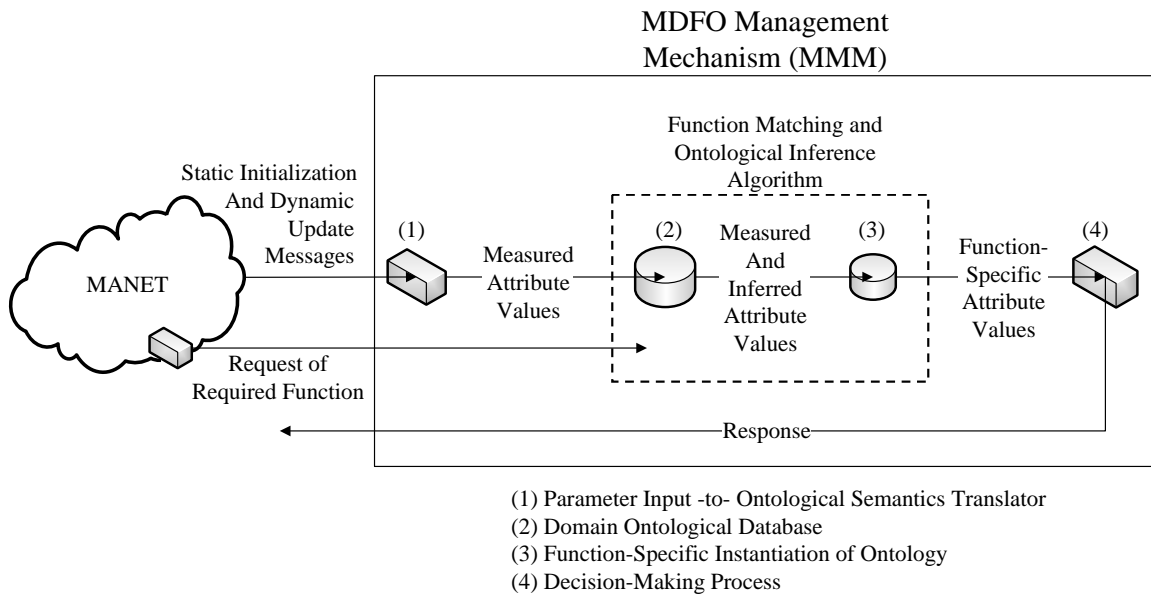 MDFO Management
Mechanism (MMM)
Function Matching and
Ontological Inference
Algorithm
Static Initialization
And Dynamic
Update
Messages
(1)
(2)
(3)
(4)
MANET
Measured
Attribute
Values
Measured
And
Inferred
Attribute
Values
Function-
Specific
Attribute
Values
Request of
Required Function
Response
(1) Parameter Input -to- Ontological Semantics Translator
(2) Domain Ontological Database
(3) Function-Specific Instantiation of Ontology
(4) Decision-Making Process